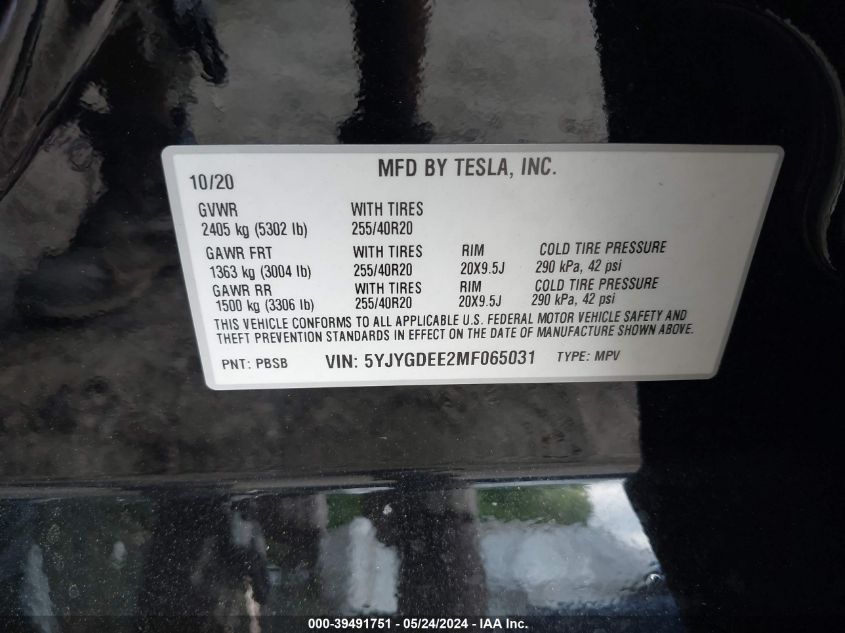 MFD BY TESLA, INC.
10/20
GVWR WITH TIRES
2405 kg (5302 lb) 255/40R20
GAWR FRT WITH TIRES RIM COLD TIRE PRESSURE
1363 kg (3004 lb) 255/40R20 20X9.5J 290 kPa, 42 psi
GAWR RR WITH TIRES RIM COLD TIRE PRESSURE
1500 kg (3306 lb) 255/40R20 20X9.5J 290 kPa, 42 psi
THIS VEHICLE CONFORMS TO ALL APPLICABLE U.S. FEDERAL MOTOR VEHICLE SAFETY AND
THEFT PREVENTION STANDARDS IN EFFECT ON THE DATE OF MANUFACTURE SHOWN ABOVE.
PNT: PBSB VIN: 5YJYGDEE2MF065031 TYPE: MPV
000-39491751 — 05/24/2024 — IAA Inc.